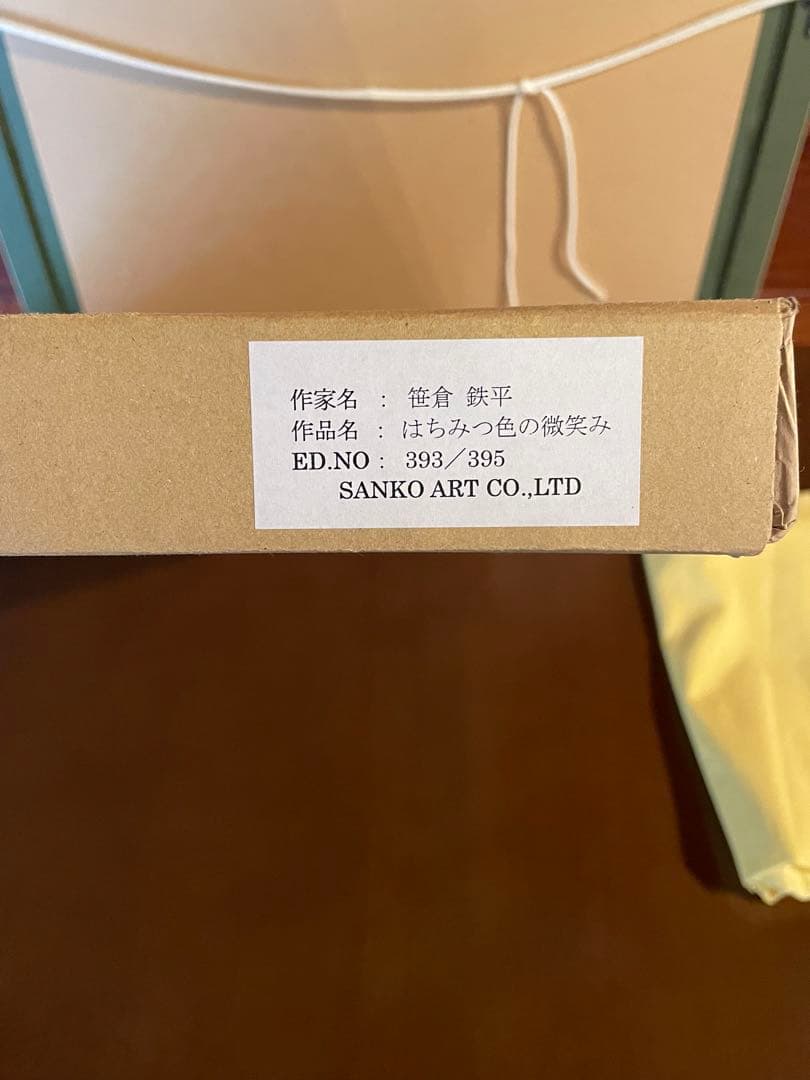 作家名 ： 笹倉 鉄平
作品名 ： はちみつ色の微笑み
ED.NO： 393／395
SANKO ART CO.,LTD